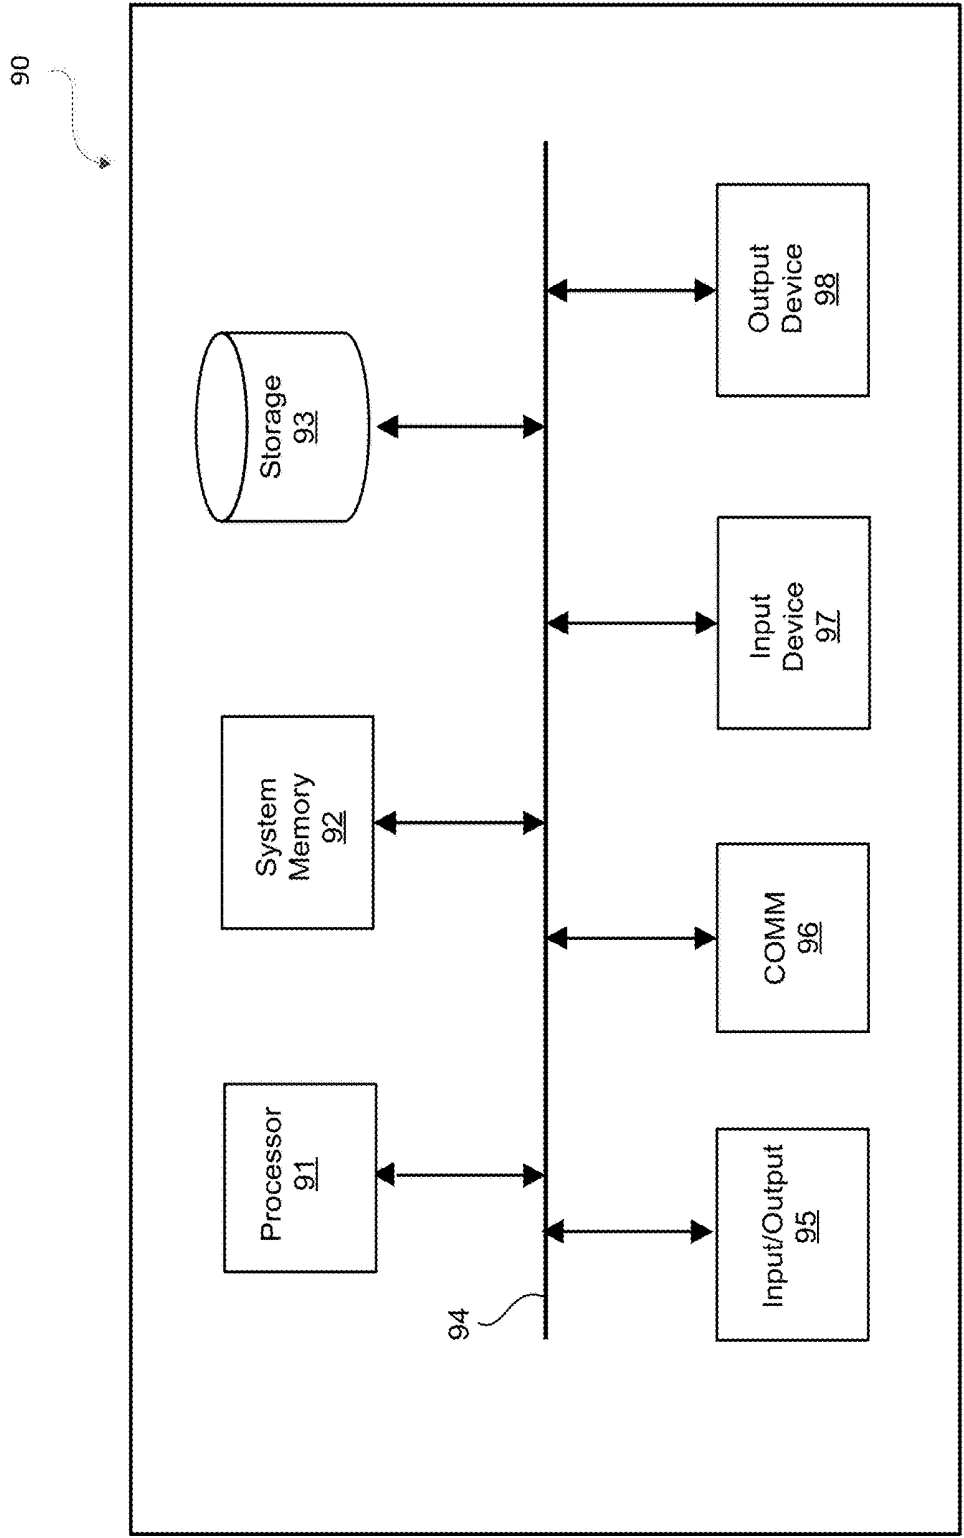 90
Processor
91
System
Memory
92
Storage
93
94
Input/Output
95
COMM
96
Input
Device
97
Output
Device
98